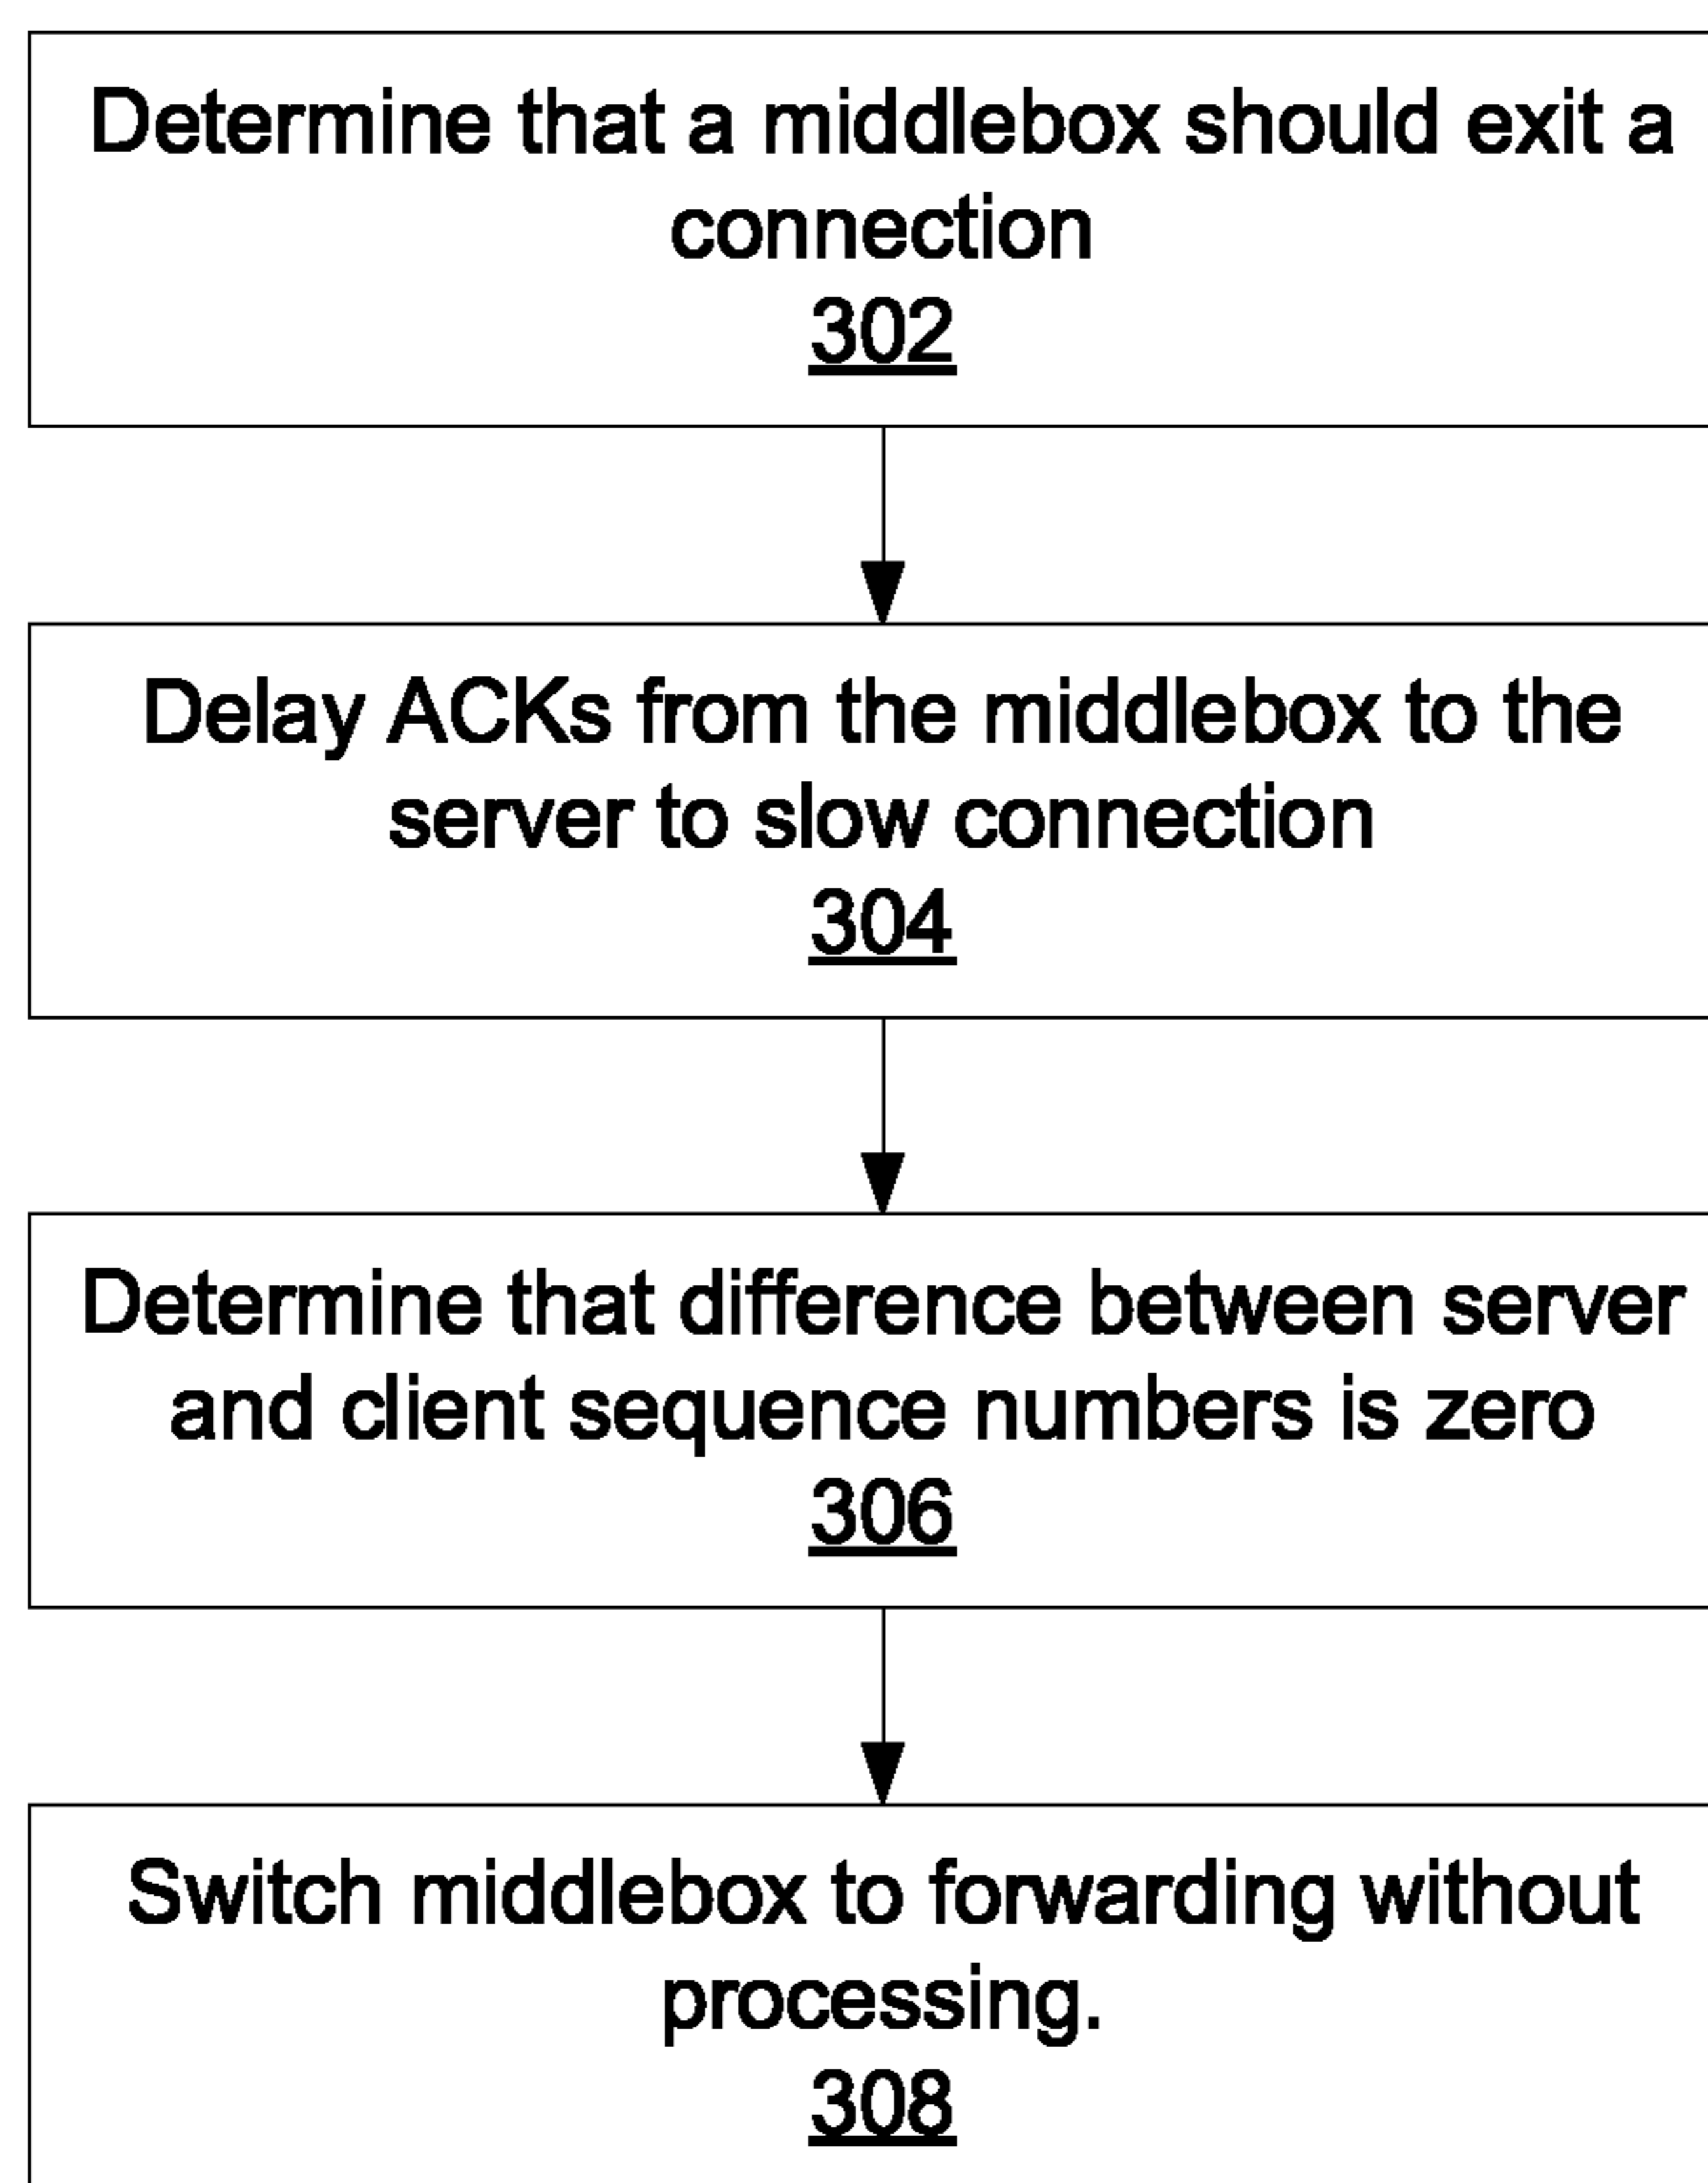 Determine that a middlebox should exit a
connection
302
Delay ACKs from the middlebox to the
server to slow connection
304
Determine that difference between server
and client sequence numbers is zero
306
Switch middlebox to forwarding without
processing.
308